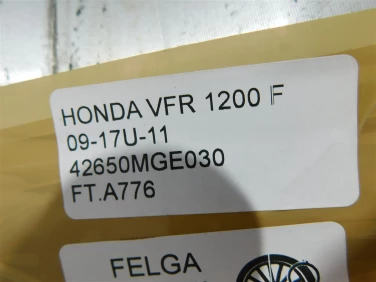 HONDA VFR 1200 F
09-17U-11
42650MGE030
FT.A776
FELGA